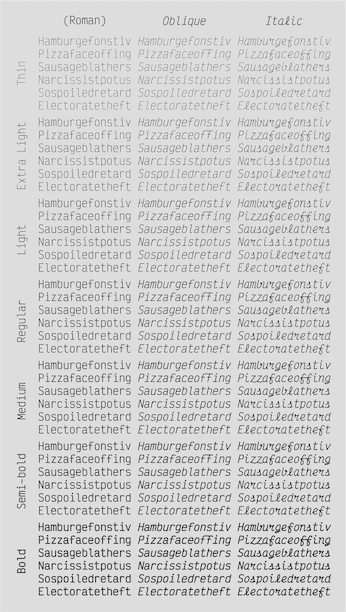 (Roman) Oblique Italic
Thin
Hamburgefonstiv Hamburgefonstiv Hamburgefonstiv
Pizzafaceoffing Pizzafaceoffing Pizzafaceoffing
Sausageblathers Sausageblathers Sausageblathers
Narcissistpotus Narcissistpotus Narcissistpotus
Sospoiledretard Sospoiledretard Sospoiledretard
Electoratetheft Electoratetheft Electoratetheft
Extra Light
Hamburgefonstiv Hamburgefonstiv Hamburgefonstiv
Pizzafaceoffing Pizzafaceoffing Pizzafaceoffing
Sausageblathers Sausageblathers Sausageblathers
Narcissistpotus Narcissistpotus Narcissistpotus
Sospoiledretard Sospoiledretard Sospoiledretard
Electoratetheft Electoratetheft Electoratetheft
Light
Hamburgefonstiv Hamburgefonstiv Hamburgefonstiv
Pizzafaceoffing Pizzafaceoffing Pizzafaceoffing
Sausageblathers Sausageblathers Sausageblathers
Narcissistpotus Narcissistpotus Narcissistpotus
Sospoiledretard Sospoiledretard Sospoiledretard
Electoratetheft Electoratetheft Electoratetheft
Regular
Hamburgefonstiv Hamburgefonstiv Hamburgefonstiv
Pizzafaceoffing Pizzafaceoffing Pizzafaceoffing
Sausageblathers Sausageblathers Sausageblathers
Narcissistpotus Narcissistpotus Narcissistpotus
Sospoiledretard Sospoiledretard Sospoiledretard
Electoratetheft Electoratetheft Electoratetheft
Medium
Hamburgefonstiv Hamburgefonstiv Hamburgefonstiv
Pizzafaceoffing Pizzafaceoffing Pizzafaceoffing
Sausageblathers Sausageblathers Sausageblathers
Narcissistpotus Narcissistpotus Narcissistpotus
Sospoiledretard Sospoiledretard Sospoiledretard
Electoratetheft Electoratetheft Electoratetheft
Semi-bold
Hamburgefonstiv Hamburgefonstiv Hamburgefonstiv
Pizzafaceoffing Pizzafaceoffing Pizzafaceoffing
Sausageblathers Sausageblathers Sausageblathers
Narcissistpotus Narcissistpotus Narcissistpotus
Sospoiledretard Sospoiledretard Sospoiledretard
Electoratetheft Electoratetheft Electoratetheft
Bold
Hamburgefonstiv Hamburgefonstiv Hamburgefonstiv
Pizzafaceoffing Pizzafaceoffing Pizzafaceoffing
Sausageblathers Sausageblathers Sausageblathers
Narcissistpotus Narcissistpotus Narcissistpotus
Sospoiledretard Sospoiledretard Sospoiledretard
Electoratetheft Electoratetheft Electoratetheft